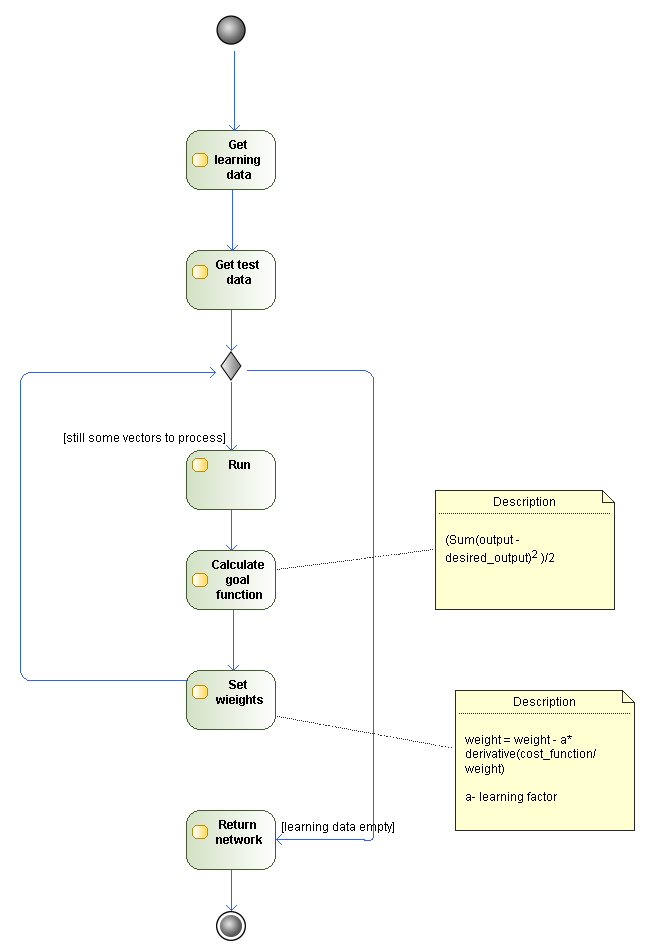 Get
learning
data
Get test
data
[still some vectors to process]
Run
Description
(Sum(output -
desired_output)2 )/2
Calculate
goal
function
Set
wieights
Description
weight = weight - a*
derivative(cost_function/
weight)
a- learning factor
Return
network
[learning data empty]